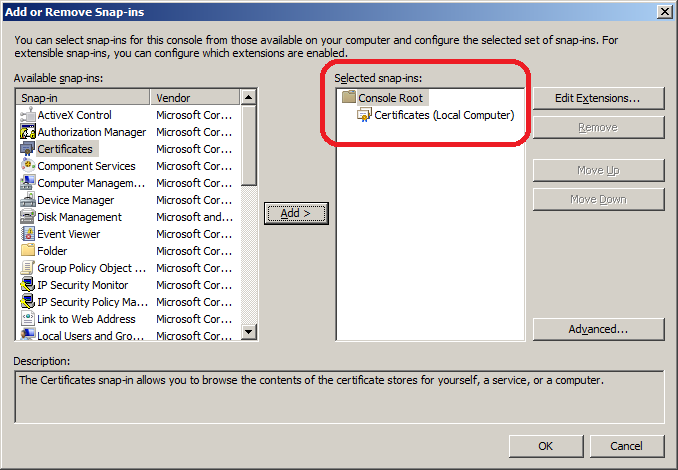 Add or Remove Snap-ins
You can select snap-ins for this console from those available on your computer and configure the selected set of snap-ins. For
extensible snap-ins, you can configure which extensions are enabled.
Available snap-ins:
Snap-in Vendor
ActiveX Control Microsoft Cor...
Authorization Manager Microsoft Cor...
Certificates Microsoft Cor...
Component Services Microsoft Cor...
Computer Managem... Microsoft Cor...
Device Manager Microsoft Cor...
Disk Management Microsoft and...
Event Viewer Microsoft Cor...
Folder Microsoft Cor...
Group Policy Object ... Microsoft Cor...
IP Security Monitor Microsoft Cor...
IP Security Policy Ma... Microsoft Cor...
Link to Web Address Microsoft Cor...
Local Users and Gro... Microsoft Cor...
Add >
Selected snap-ins:
Console Root
Certificates (Local Computer)
Edit Extensions...
Remove
Move Up
Move Down
Advanced...
Description:
The Certificates snap-in allows you to browse the contents of the certificate stores for yourself, a service, or a computer.
OK
Cancel